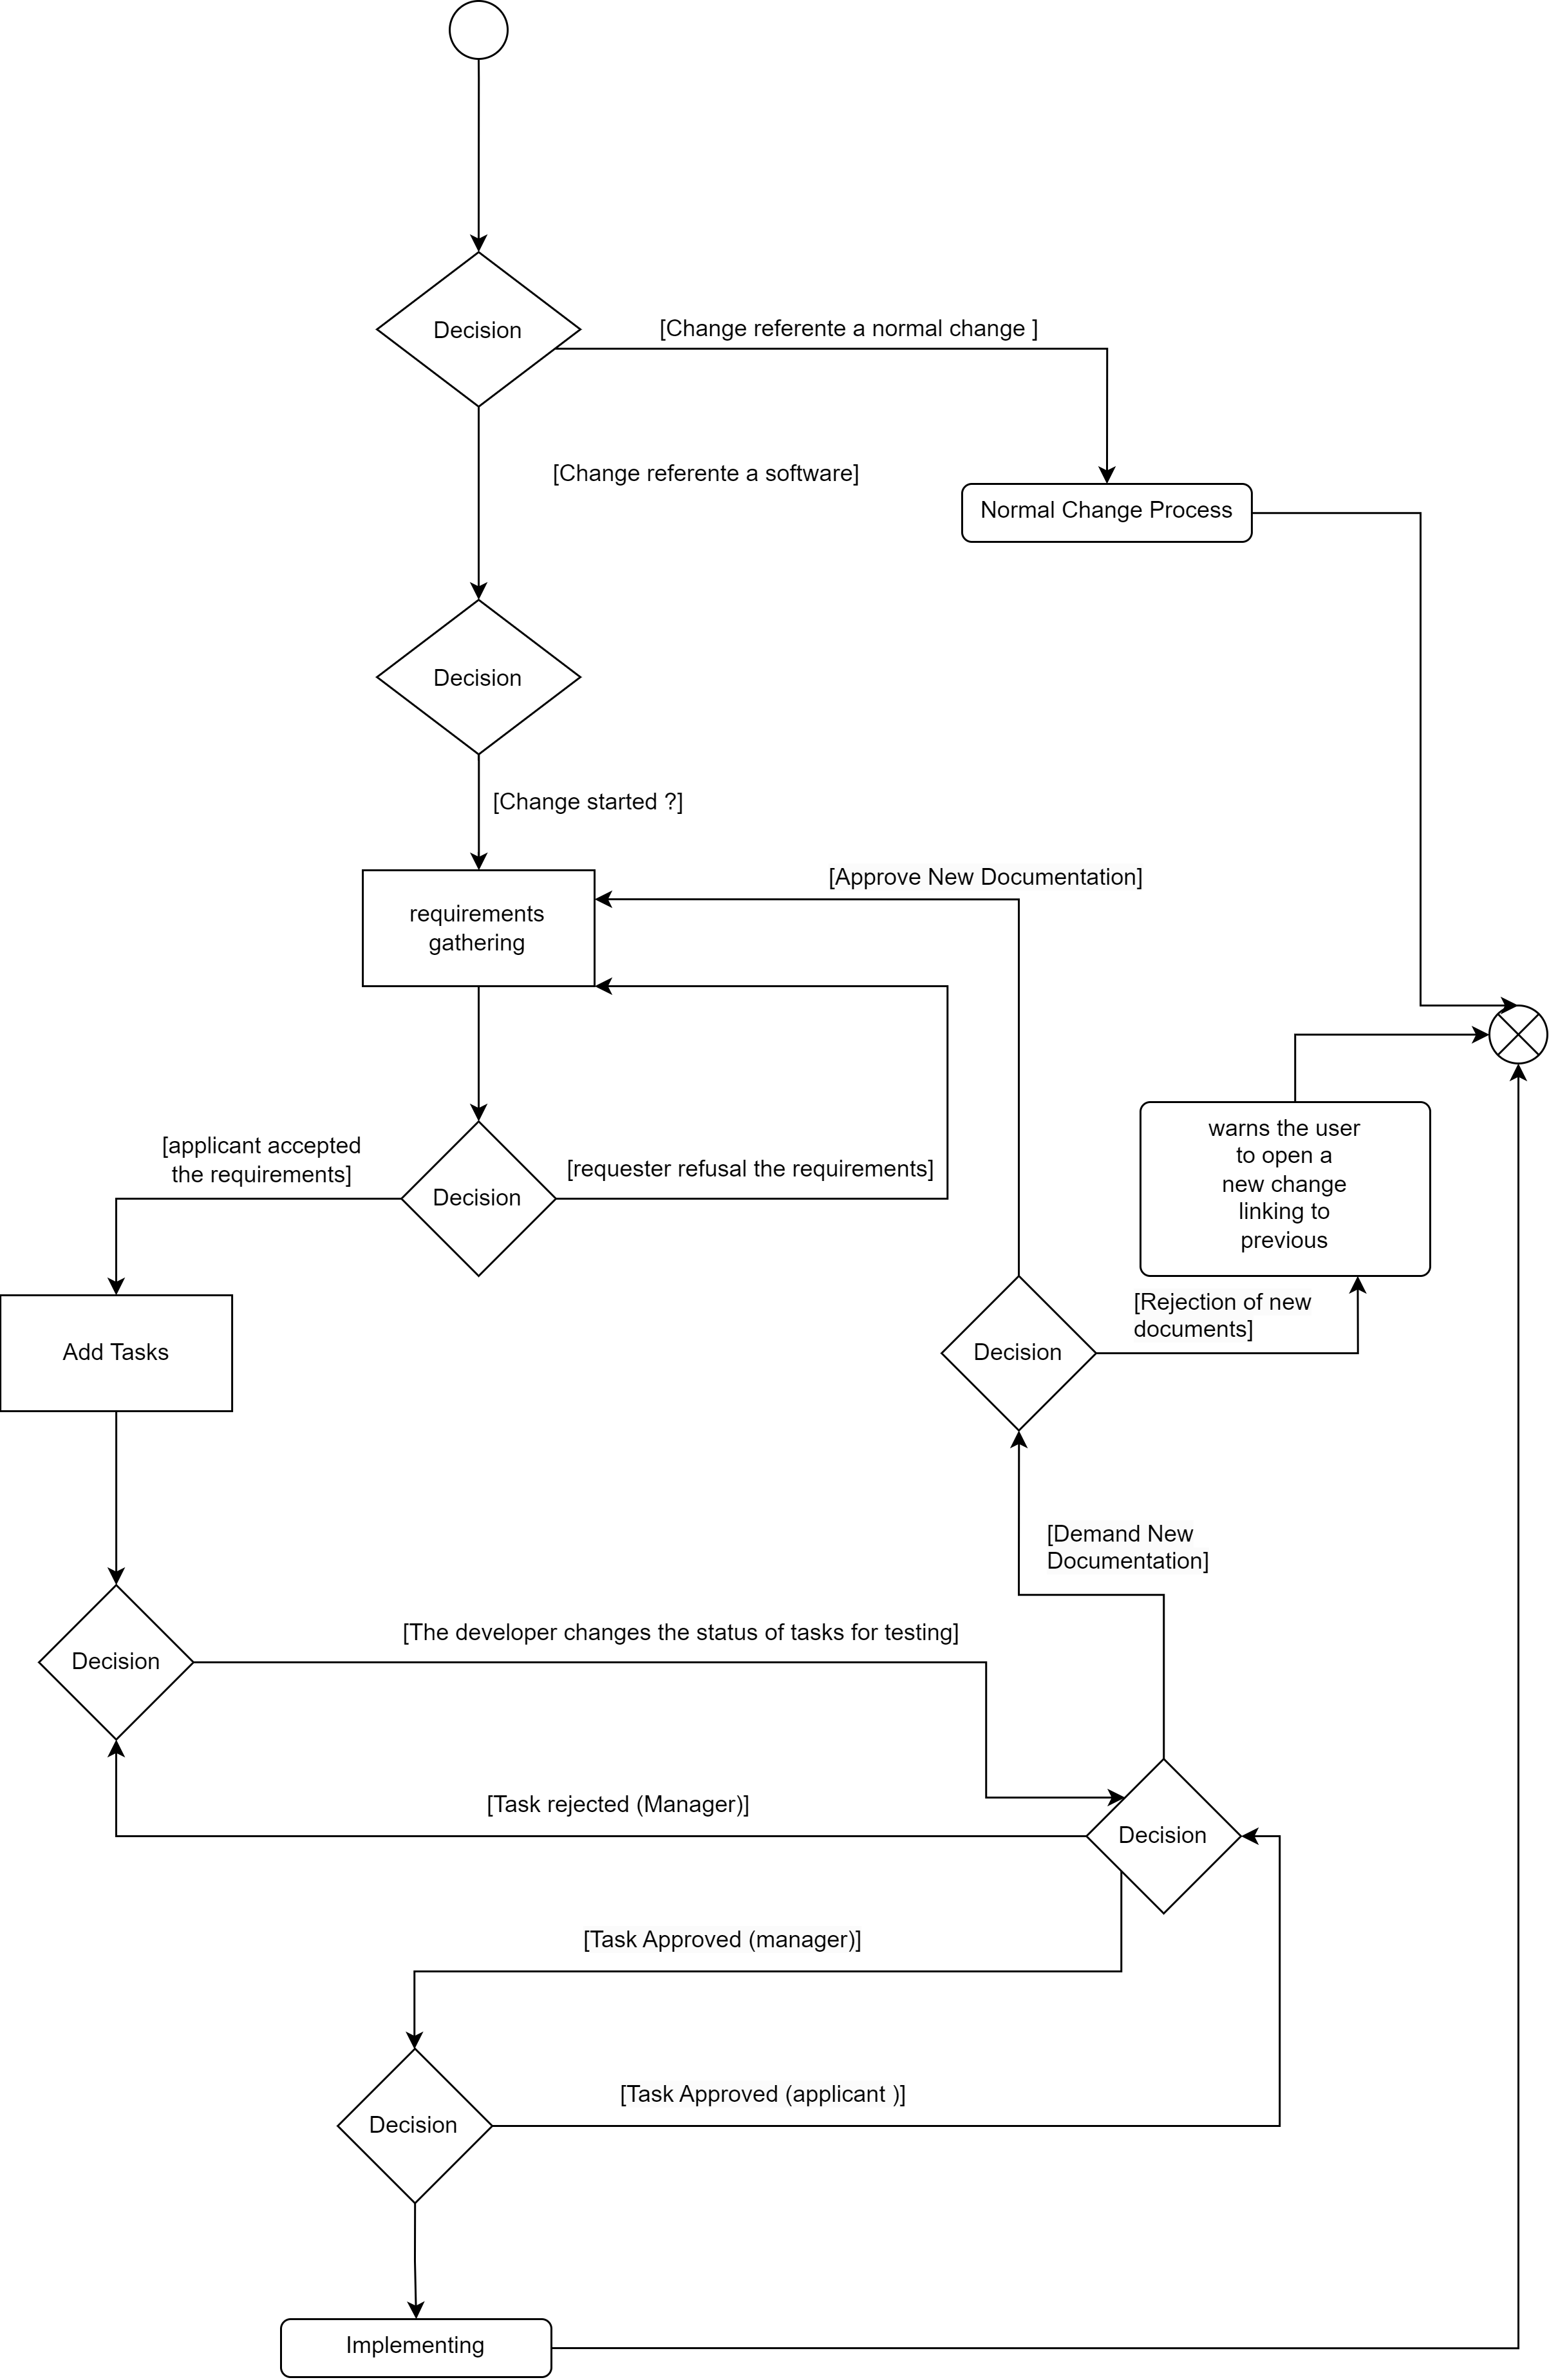 Decision
[Change referente a normal change ]
[Change referente a software]
Normal Change Process
Decision
[Change started ?]
[Approve New Documentation]
requirements
gathering
[applicant accepted
the requirements]
Decision
[requester refusal the requirements]
warns the user
to open a
new change
linking to
previous
[Rejection of new
documents]
Add Tasks
Decision
[Demand New
Documentation]
[The developer changes the status of tasks for testing]
Decision
[Task rejected (Manager)]
Decision
[Task Approved (manager)]
[Task Approved (applicant )]
Decision
Implementing